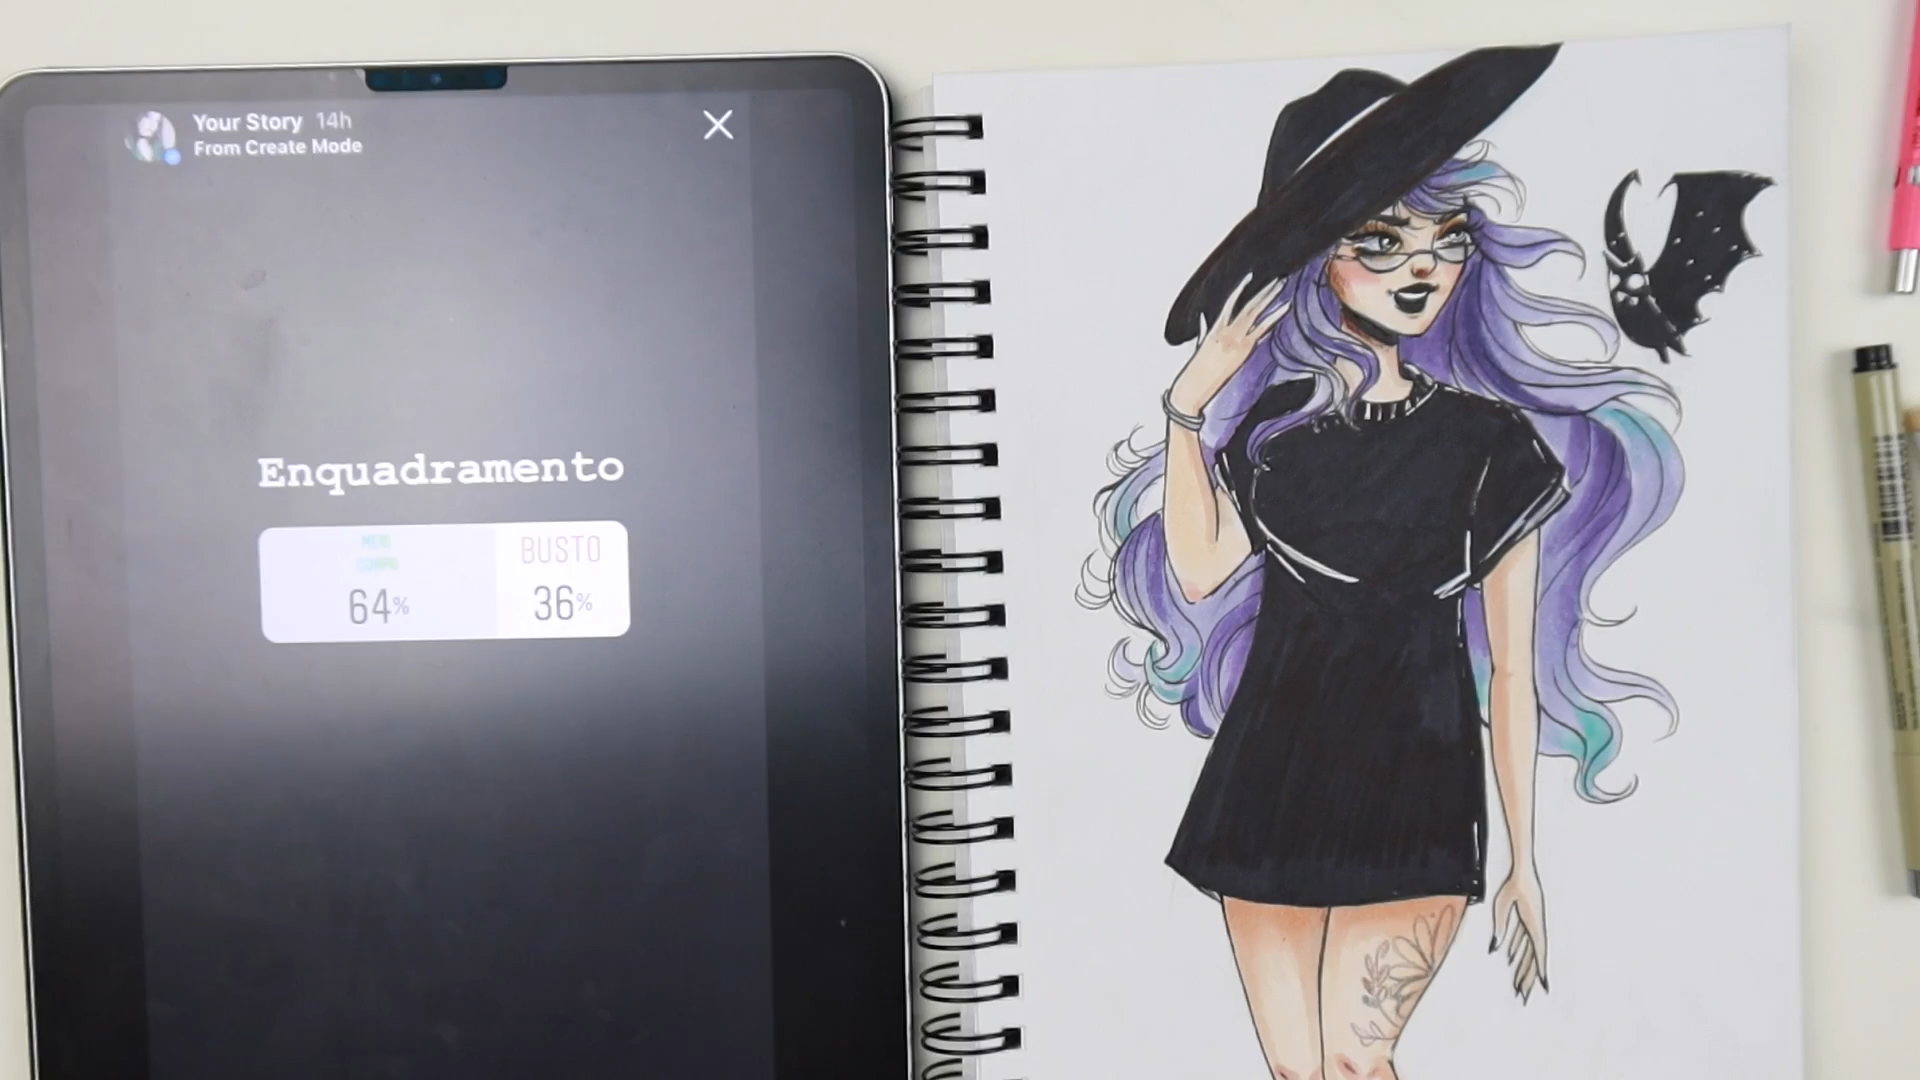 Your Story 14h
From Create Mode
Enquadramento
MEIO
CORPO
BUSTO
64%
36%